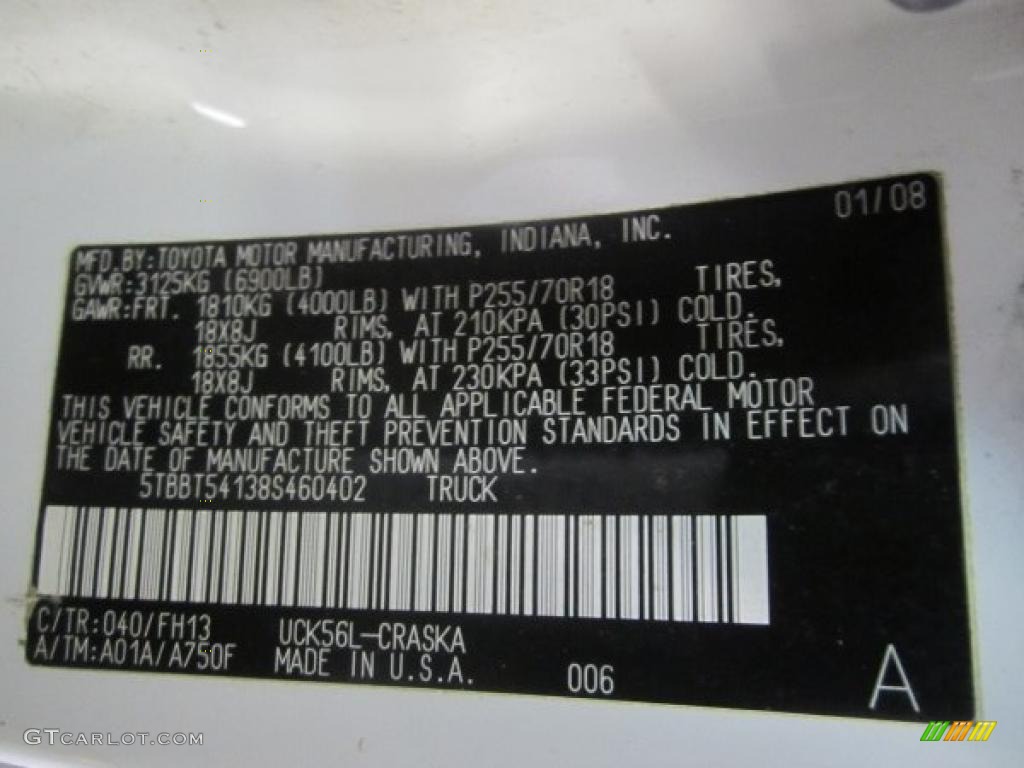 01/08
MFD. BY: TOYOTA MOTOR MANUFACTURING, INDIANA, INC.
GVWR: 3125KG (6900LB)
GAWR: FRT. 1810KG (4000LB) WITH P255/70R18 TIRES,
18X8J RIMS, AT 210KPA (30PSI) COLD.
RR. 1855KG (4100LB) WITH P255/70R18 TIRES,
18X8J RIMS, AT 230KPA (33PSI) COLD.
THIS VEHICLE CONFORMS TO ALL APPLICABLE FEDERAL MOTOR
VEHICLE SAFETY AND THEFT PREVENTION STANDARDS IN EFFECT ON
THE DATE OF MANUFACTURE SHOWN ABOVE.
5TBBT54138S460402 TRUCK
C/TR: 040/FH13 UCK56L-CRASKA
A/TM: A01A/A750F MADE IN U.S.A. 006 A
GTCARLOT.COM